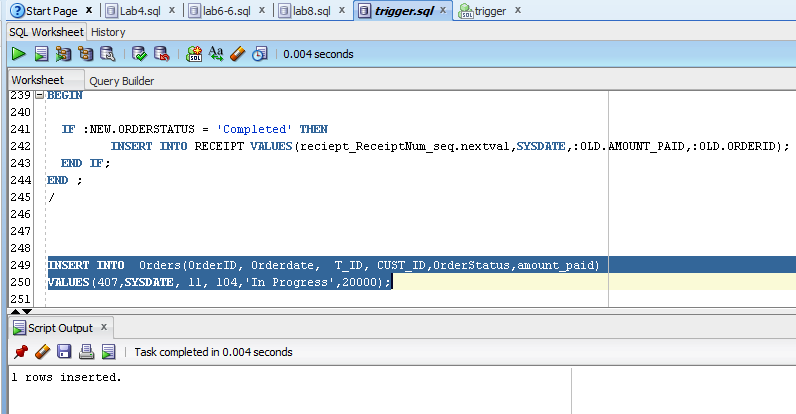 Start Page x Lab4.sql x lab6-6.sql x lab8.sql x trigger.sql x trigger x
SQL Worksheet History
0.004 seconds
Worksheet Query Builder
239 BEGIN
240
241 IF :NEW.ORDERSTATUS = 'Completed' THEN
242 INSERT INTO RECEIPT VALUES(reciept_ReceiptNum_seq.nextval,SYSDATE,:OLD.AMOUNT_PAID,:OLD.ORDERID);
243 END IF;
244 END ;
245 /
246
247
248
249 INSERT INTO Orders(OrderID, Orderdate, T_ID, CUST_ID,OrderStatus,amount_paid)
250 VALUES(407,SYSDATE, 11, 104,'In Progress',20000);
251
Script Output x
Task completed in 0.004 seconds
1 rows inserted.